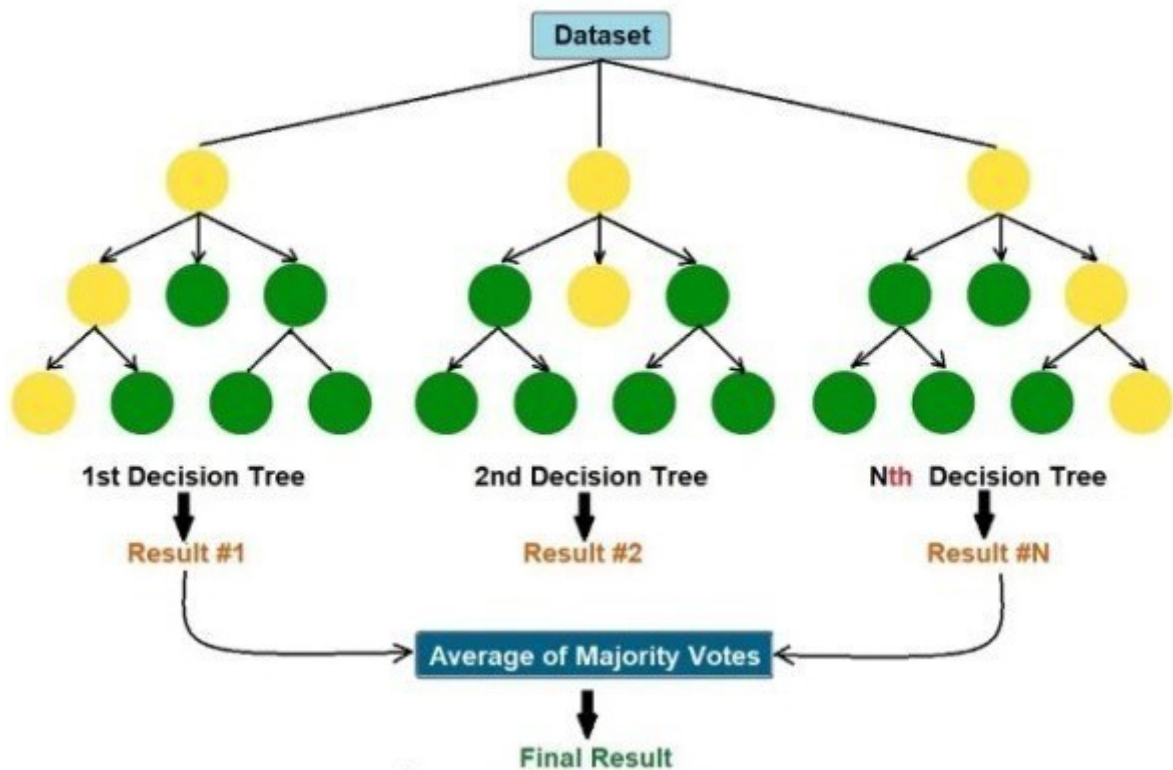 Dataset
1st Decision Tree
2nd Decision Tree
Nth Decision Tree
Result #1
Result #2
Result #N
Average of Majority Votes
Final Result